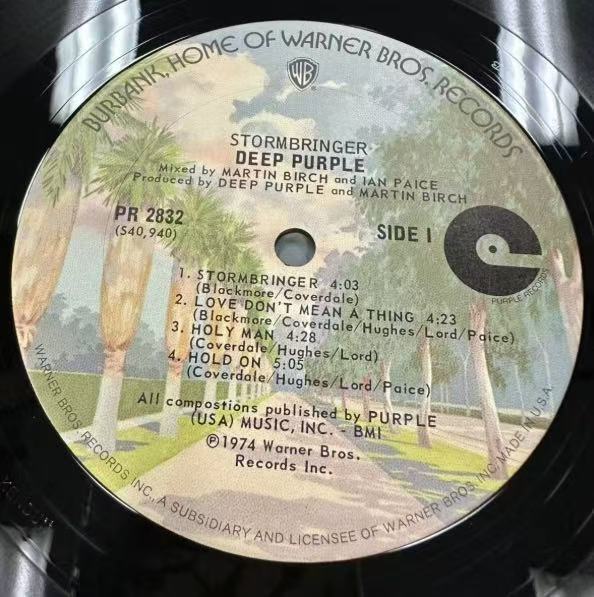 BURBANK, HOME OF WARNER BROS. RECORDS
WB
STORMBRINGER
DEEP PURPLE
Mixed by MARTIN BIRCH and IAN PAICE
Produced by DEEP PURPLE and MARTIN BIRCH
PR 2832
(S40,940)
SIDE 1
PURPLE RECORDS
1. STORMBRINGER 4:03
(Blackmore/Coverdale)
2. LOVE DON'T MEAN A THING 4:23
(Blackmore/Coverdale/Hughes/Lord/Paice)
3. HOLY MAN 4:28
(Coverdale/Hughes/Lord)
4. HOLD ON 5:05
(Coverdale/Hughes/Lord/Paice)
All compostions published by PURPLE
(USA) MUSIC, INC. - BMI
℗1974 Warner Bros.
Records Inc.
WARNER BROS. RECORDS INC., A SUBSIDIARY AND LICENSEE OF WARNER BROS. INC. MADE IN U.S.A.